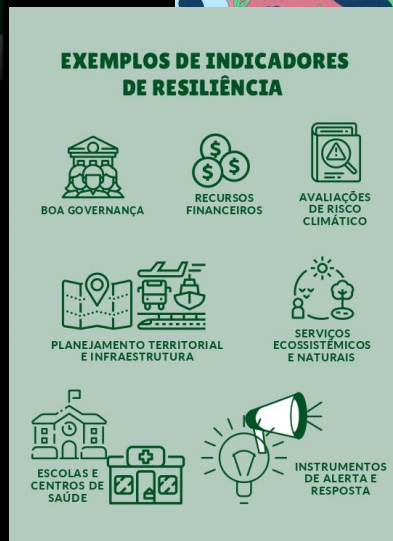 EXEMPLOS DE INDICADORES
DE RESILIÊNCIA
BOA GOVERNANÇA
RECURSOS
FINANCEIROS
AVALIAÇÕES
DE RISCO
CLIMÁTICO
PLANEJAMENTO TERRITORIAL
E INFRAESTRUTURA
SERVIÇOS
ECOSSISTÊMICOS
E NATURAIS
ESCOLAS E
CENTROS DE
SAÚDE
INSTRUMENTOS
DE ALERTA E
RESPOSTA